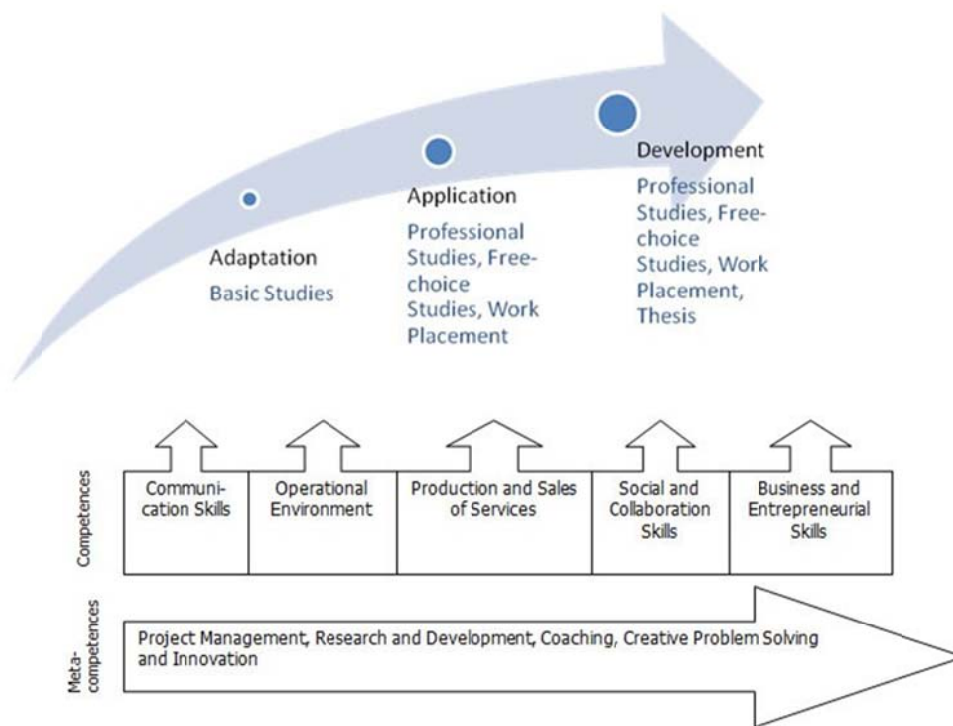 Adaptation
Basic Studies
Application
Professional
Studies, Free-
choice
Studies, Work
Placement
Development
Professional
Studies, Free-
choice
Studies, Work
Placement,
Thesis
Competences
Communi-
cation Skills
Operational
Environment
Production and Sales
of Services
Social and
Collaboration
Skills
Business and
Entrepreneurial
Skills
Meta-
competences
Project Management, Research and Development, Coaching, Creative Problem Solving
and Innovation